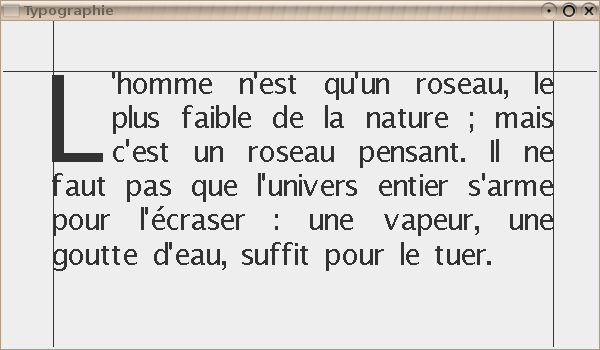 Typographie
L'homme n'est qu'un roseau, le
plus faible de la nature ; mais
c'est un roseau pensant. Il ne
faut pas que l'univers entier s'arme
pour l'écraser : une vapeur, une
goutte d'eau, suffit pour le tuer.